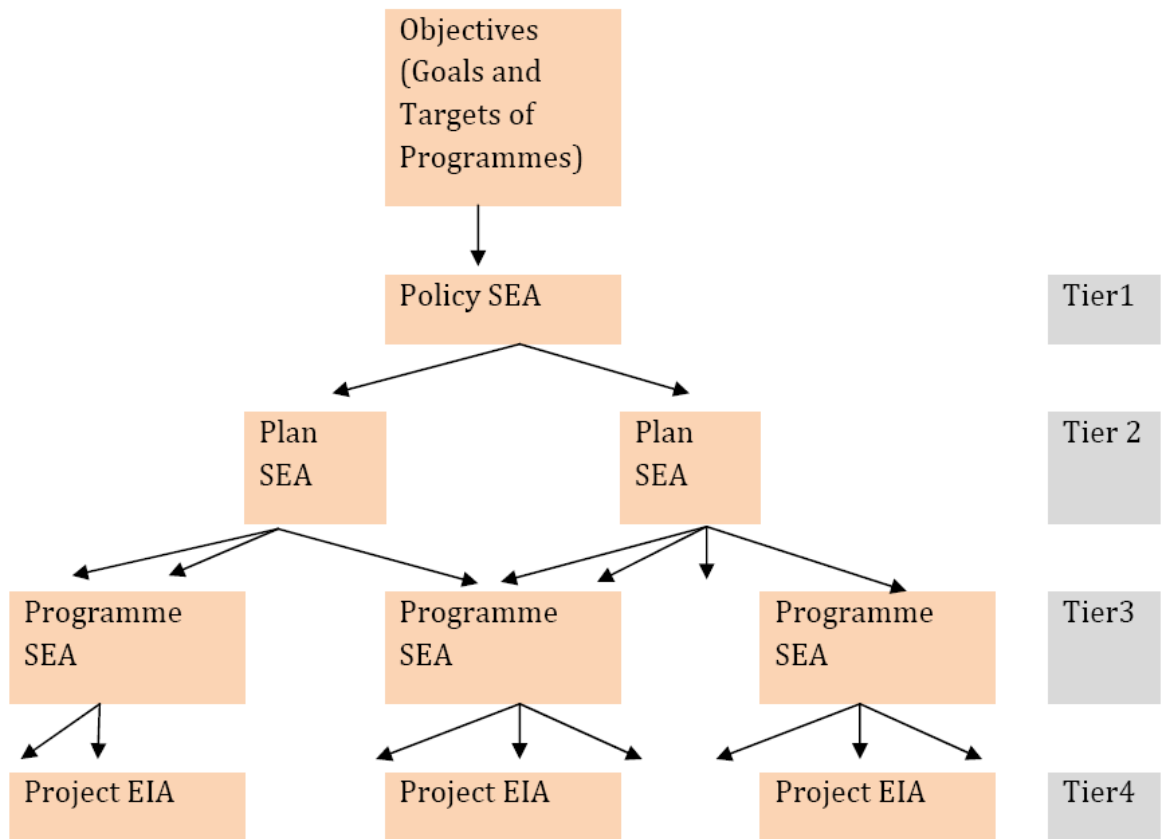 Objectives
(Goals and
Targets of
Programmes)
Policy SEA
Tier1
Plan
SEA
Plan
SEA
Tier 2
Programme
SEA
Programme
SEA
Programme
SEA
Tier3
Project EIA
Project EIA
Project EIA
Tier4